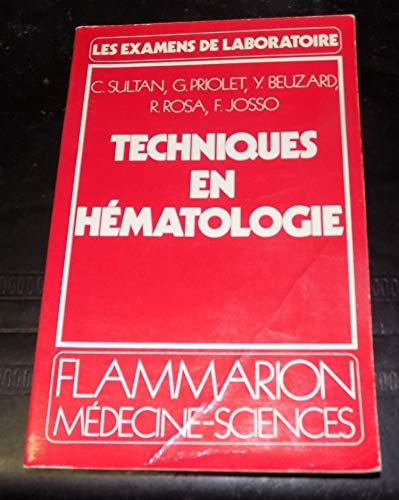 LES EXAMENS DE LABORATOIRE
C. SULTAN, G. PRIOLET, Y. BEUZARD,
R. ROSA, F. JOSSO
TECHNIQUES
EN
HÉMATOLOGIE
FLAMMARION
MÉDECINE-SCIENCES